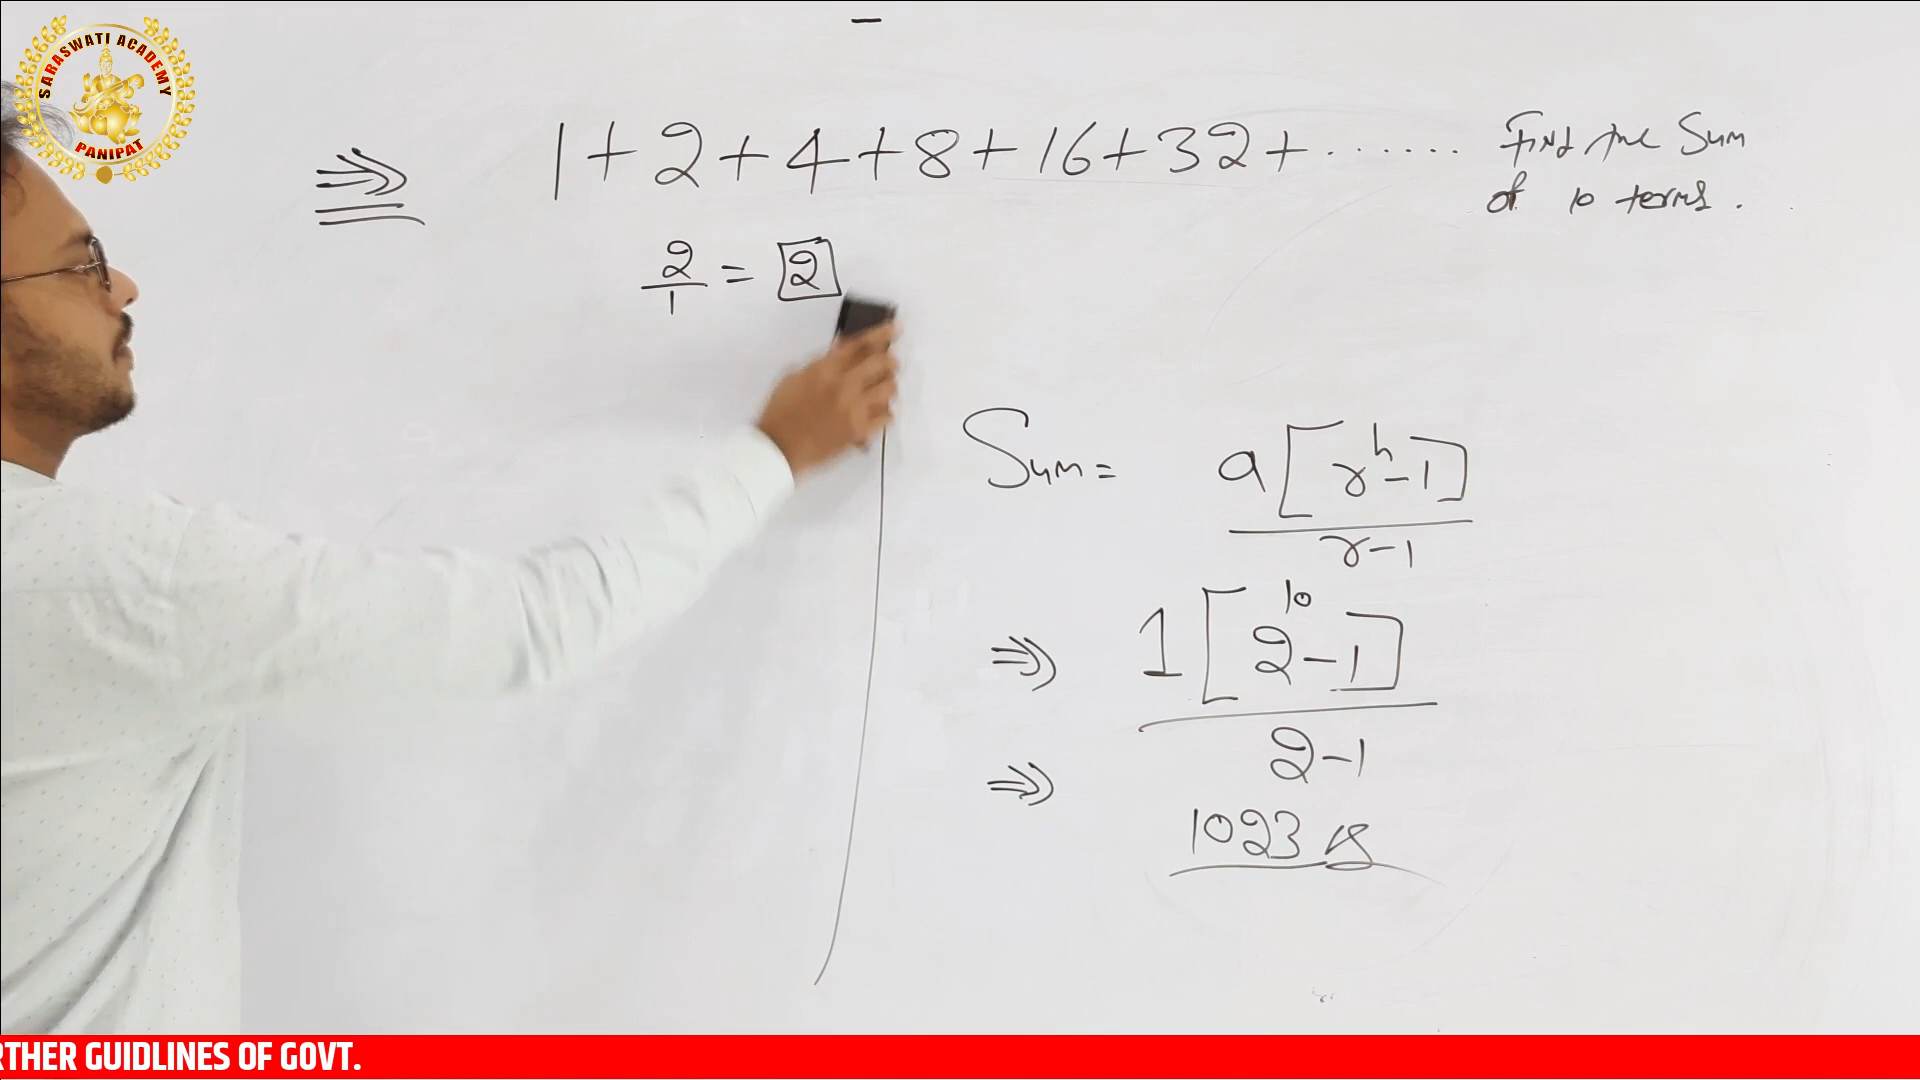 SARASWATI ACADEMY
PANIPAT
⇒ 1+2+4+8+16+32+...... Find the Sum
of 10 terms.
2/1 = 2
Sum = a[r^n-1]
r-1
⇒ 1[2^10-1]
2-1
⇒ 1023
RTHER GUIDLINES OF GOVT.